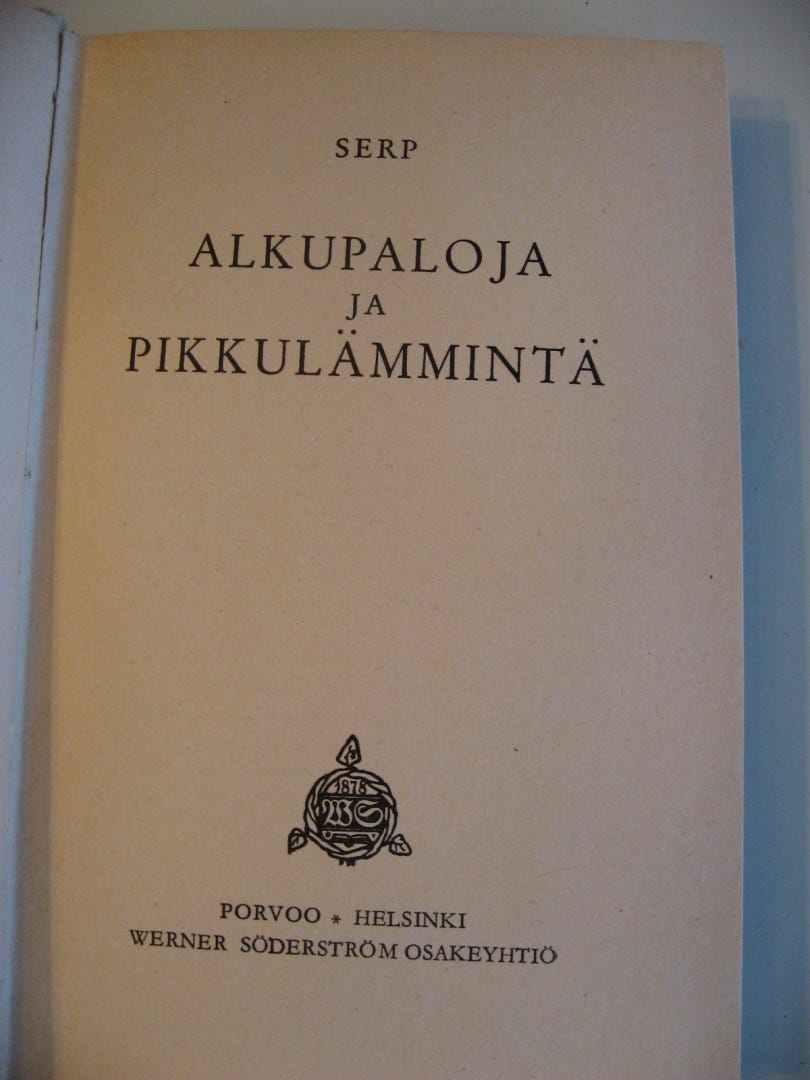 SERP
ALKUPALOJA
JA
PIKKULÄMMINTÄ
1878
WS
PORVOO * HELSINKI
WERNER SÖDERSTRÖM OSAKEYHTIÖ